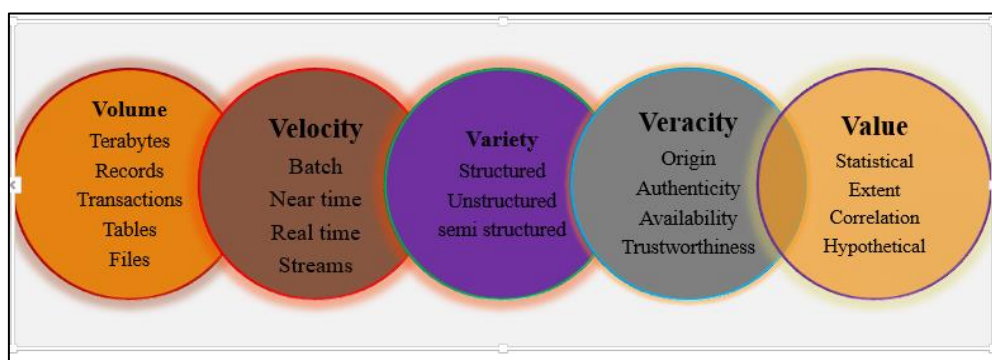 Volume
Terabytes
Records
Transactions
Tables
Files
Velocity
Batch
Near time
Real time
Streams
Variety
Structured
Unstructured
semi structured
Veracity
Origin
Authenticity
Availability
Trustworthiness
Value
Statistical
Extent
Correlation
Hypothetical